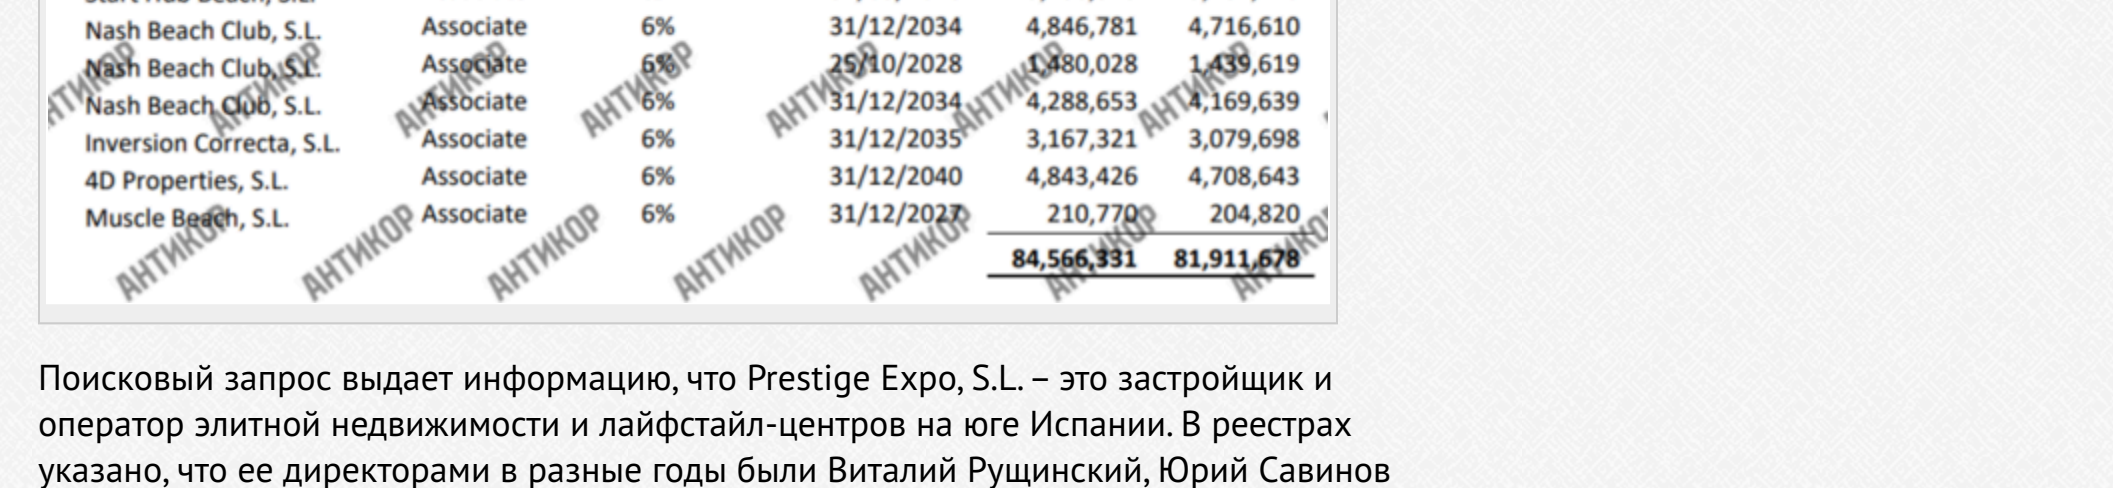 Nash Beach Club, S.L. Associate 6% 31/12/2034 4,846,781 4,716,610
Nash Beach Club, S.L. Associate 6% 25/10/2028 1,480,028 1,439,619
Nash Beach Club, S.L. Associate 6% 31/12/2034 4,288,653 4,169,639
Inversion Correcta, S.L. Associate 6% 31/12/2035 3,167,321 3,079,698
4D Properties, S.L. Associate 6% 31/12/2040 4,843,426 4,708,643
Muscle Beach, S.L. Associate 6% 31/12/2027 210,770 204,820
84,566,331 81,911,678
АНТИКОР
Поисковый запрос выдает информацию, что Prestige Expo, S.L. – это застройщик и
оператор элитной недвижимости и лайфстайл-центров на юге Испании. В реестрах
указано, что ее директорами в разные годы были Виталий Рущинский, Юрий Савинов